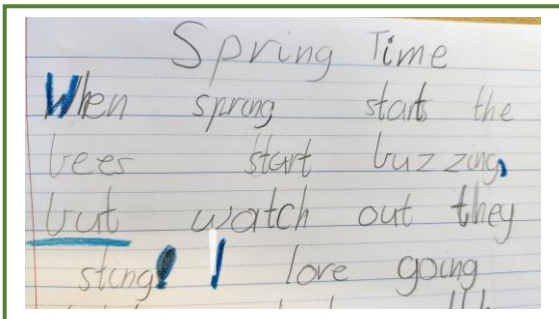 Spring Time
When spring starts the
bees start buzzing,
but watch out they
sting! I love going